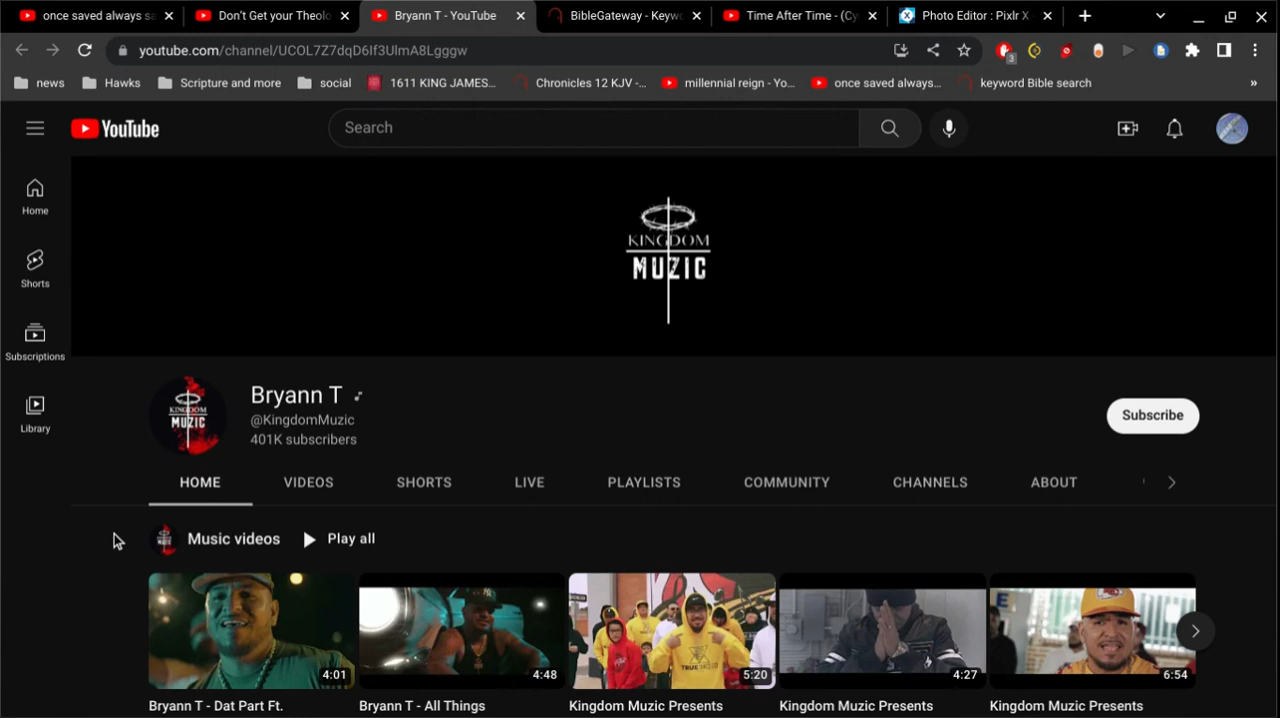 once saved always sa
Don't Get your Theolo
Bryann T - YouTube
BibleGateway - Keyw
Time After Time - (Cy
Photo Editor : Pixlr X
youtube.com/channel/UCOL7Z7dqD6If3UlmA8Lgggw
3
news
Hawks
Scripture and more
social
1611 KING JAMES...
Chronicles 12 KJV -...
millennial reign - Yo...
once saved always...
keyword Bible search
»
YouTube
Search
Home
Shorts
Subscriptions
Library
KINGDOM
MUZIC
KINGDOM
MUZIC
Bryann T
@KingdomMuzic
401K subscribers
Subscribe
HOME
VIDEOS
SHORTS
LIVE
PLAYLISTS
COMMUNITY
CHANNELS
ABOUT
Music videos
Play all
4:01
4:48
5:20
4:27
6:54
Bryann T - Dat Part Ft.
Bryann T - All Things
Kingdom Muzic Presents
Kingdom Muzic Presents
Kingdom Muzic Presents